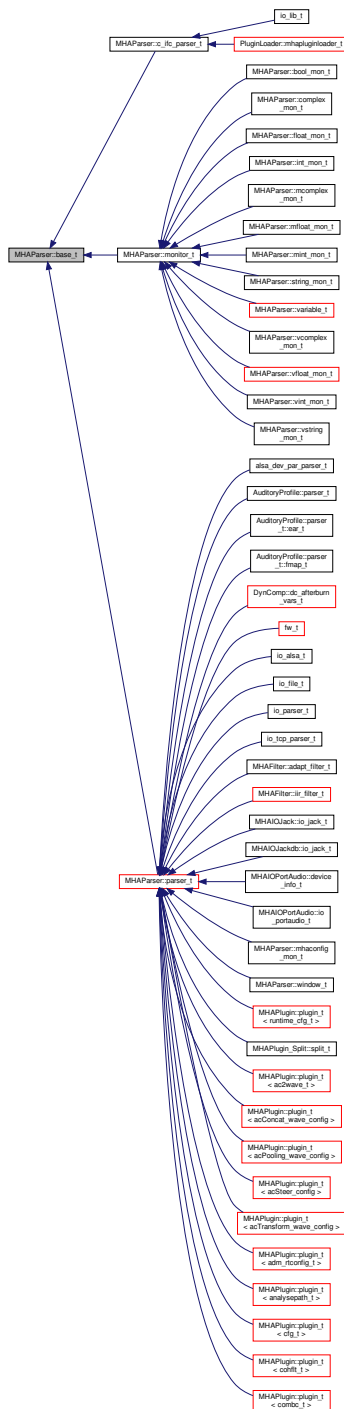 io_lib_t
MHAParser::c_ifc_parser_t
PluginLoader::mhapluginloader_t
MHAParser::bool_mon_t
MHAParser::complex
_mon_t
MHAParser::float_mon_t
MHAParser::int_mon_t
MHAParser::mcomplex
_mon_t
MHAParser::mfloat_mon_t
MHAParser::base_t
MHAParser::monitor_t
MHAParser::mint_mon_t
MHAParser::string_mon_t
MHAParser::variable_t
MHAParser::vcomplex
_mon_t
MHAParser::vfloat_mon_t
MHAParser::vint_mon_t
MHAParser::vstring
_mon_t
alsa_dev_par_parser_t
AuditoryProfile::parser_t
AuditoryProfile::parser
_t::ear_t
AuditoryProfile::parser
_t::fmap_t
DynComp::dc_afterburn
_vars_t
fw_t
io_alsa_t
io_file_t
io_parser_t
io_tcp_parser_t
MHAFilter::adapt_filter_t
MHAFilter::iir_filter_t
MHAIOJack::io_jack_t
MHAIOJackdb::io_jack_t
MHAParser::parser_t
MHAIOPortAudio::device
_info_t
MHAIOPortAudio::io
_portaudio_t
MHAParser::mhaconfig
_mon_t
MHAParser::window_t
MHAPlugin::plugin_t
< runtime_cfg_t >
MHAPlugin_Split::split_t
MHAPlugin::plugin_t
< ac2wave_t >
MHAPlugin::plugin_t
< acConcat_wave_config >
MHAPlugin::plugin_t
< acPooling_wave_config >
MHAPlugin::plugin_t
< acSteer_config >
MHAPlugin::plugin_t
< acTransform_wave_config >
MHAPlugin::plugin_t
< adm_rtconfig_t >
MHAPlugin::plugin_t
< analysepath_t >
MHAPlugin::plugin_t
< cfg_t >
MHAPlugin::plugin_t
< conflt_t >
MHAPlugin::plugin_t
< combc_t >